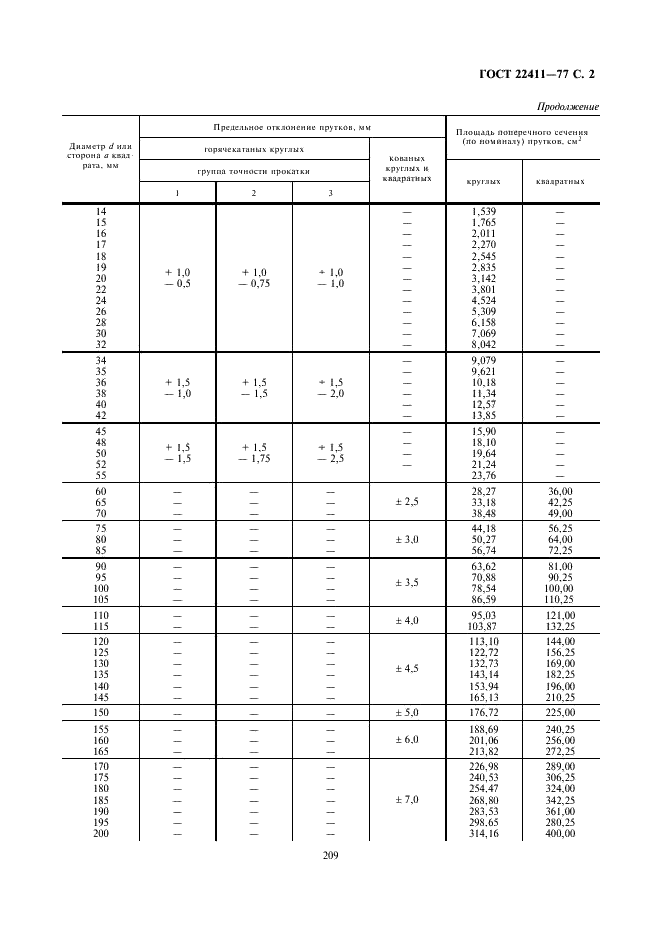 ГОСТ 22411—77 С. 2
Продолжение
Диаметр d или сторона a квад-рата, мм
Предельное отклонение прутков, мм
Площадь поперечного сечения (по номиналу) прутков, см²
горячекатаных круглых
кованых круглых и квадратных
группа точности прокатки
круглых
квадратных
1 2 3
14 — 1,539 —
15 — 1,765 —
16 — 2,011 —
17 — 2,270 —
18 — 2,545 —
19 + 1,0 + 1,0 + 1,0 — 2,835 —
20 — 0,5 — 0,75 — 1,0 — 3,142 —
22 — 3,801 —
24 — 4,524 —
26 — 5,309 —
28 — 6,158 —
30 — 7,069 —
32 — 8,042 —
34 — 9,079 —
35 — 9,621 —
36 + 1,5 + 1,5 + 1,5 — 10,18 —
38 — 1,0 — 1,5 — 2,0 — 11,34 —
40 — 12,57 —
42 — 13,85 —
45 — 15,90 —
48 + 1,5 + 1,5 + 1,5 — 18,10 —
50 — 1,5 — 1,75 — 2,5 — 19,64 —
52 — 21,24 —
55 23,76 —
60 — — — 28,27 36,00
65 — — — ± 2,5 33,18 42,25
70 — — — 38,48 49,00
75 — — — 44,18 56,25
80 — — — ± 3,0 50,27 64,00
85 — — — 56,74 72,25
90 — — — 63,62 81,00
95 — — — ± 3,5 70,88 90,25
100 — — — 78,54 100,00
105 — — — 86,59 110,25
110 — — — ± 4,0 95,03 121,00
115 — — — 103,87 132,25
120 — — — 113,10 144,00
125 — — — 122,72 156,25
130 — — — ± 4,5 132,73 169,00
135 — — — 143,14 182,25
140 — — — 153,94 196,00
145 — — — 165,13 210,25
150 — — — ± 5,0 176,72 225,00
155 — — — 188,69 240,25
160 — — — ± 6,0 201,06 256,00
165 — — — 213,82 272,25
170 — — — 226,98 289,00
175 — — — 240,53 306,25
180 — — — 254,47 324,00
185 — — — ± 7,0 268,80 342,25
190 — — — 283,53 361,00
195 — — — 298,65 280,25
200 — — — 314,16 400,00
209